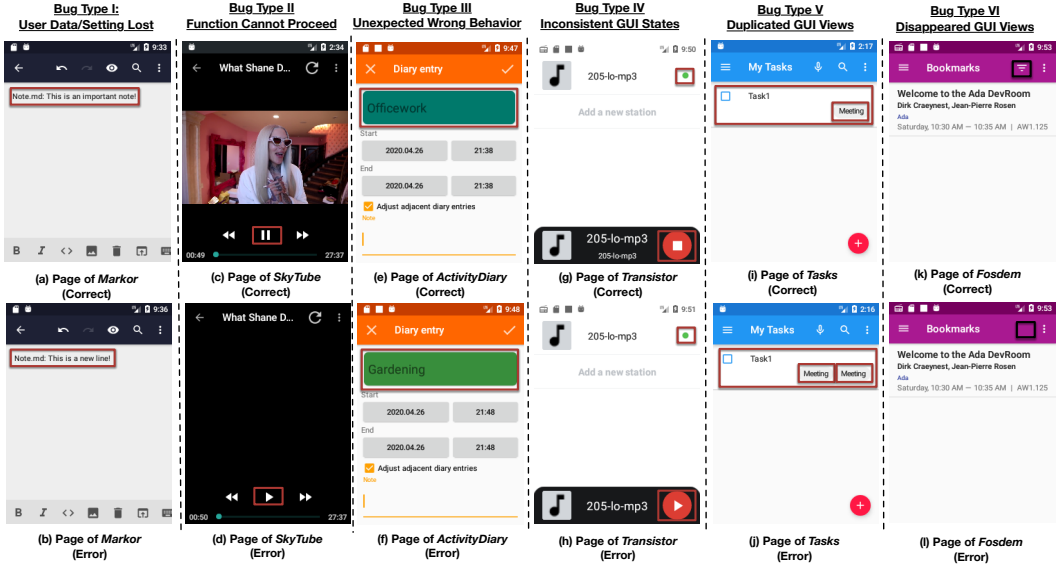 Bug Type I:
User Data/Setting Lost
Bug Type II
Function Cannot Proceed
Bug Type III
Unexpected Wrong Behavior
Bug Type IV
Inconsistent GUI States
Bug Type V
Duplicated GUI Views
Bug Type VI
Disappeared GUI Views
9:33
Note.md: This is an important note!
B I <>
(a) Page of Markor
(Correct)
2:34
What Shane D...
00:49 27:37
(c) Page of SkyTube
(Correct)
9:47
Diary entry
Officework
Start
2020.04.26 21:38
End
2020.04.26 21:38
Adjust adjacent diary entries
Note
(e) Page of ActivityDiary
(Correct)
9:50
205-lo-mp3
Add a new station
205-lo-mp3
205-lo-mp3
(g) Page of Transistor
(Correct)
2:17
My Tasks
Task1
Meeting
(i) Page of Tasks
(Correct)
9:53
Bookmarks
Welcome to the Ada DevRoom
Dirk Craeynest, Jean-Pierre Rosen
Ada
Saturday, 10:30 AM — 10:35 AM | AW1.125
(k) Page of Fosdem
(Correct)
9:36
Note.md: This is a new line!
B I <>
(b) Page of Markor
(Error)
What Shane D...
00:50 27:37
(d) Page of SkyTube
(Error)
9:48
Diary entry
Gardening
Start
2020.04.26 21:48
End
2020.04.26 21:48
Adjust adjacent diary entries
Note
(f) Page of ActivityDiary
(Error)
9:51
205-lo-mp3
Add a new station
205-lo-mp3
(h) Page of Transistor
(Error)
2:16
My Tasks
Task1
Meeting Meeting
(j) Page of Tasks
(Error)
9:53
Bookmarks
Welcome to the Ada DevRoom
Dirk Craeynest, Jean-Pierre Rosen
Ada
Saturday, 10:30 AM — 10:35 AM | AW1.125
(l) Page of Fosdem
(Error)